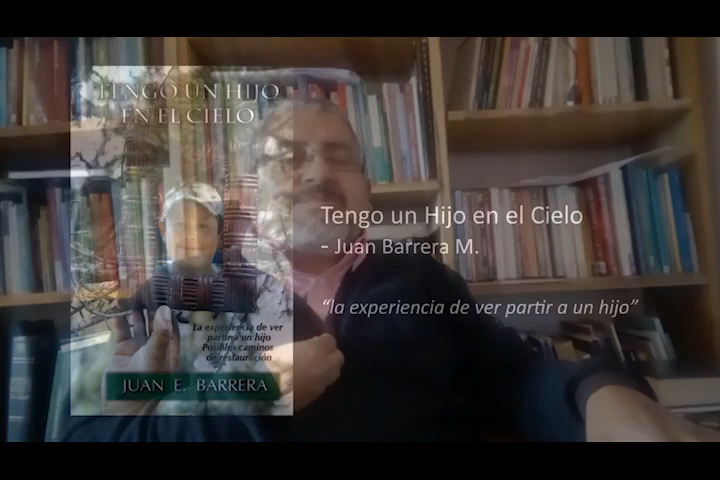 TENGO UN HIJO
EN EL CIELO
La experiencia de ver
partir a un hijo
Posibles caminos
de restauración
JUAN E. BARRERA
Tengo un Hijo en el Cielo
- Juan Barrera M.
“la experiencia de ver partir a un hijo”